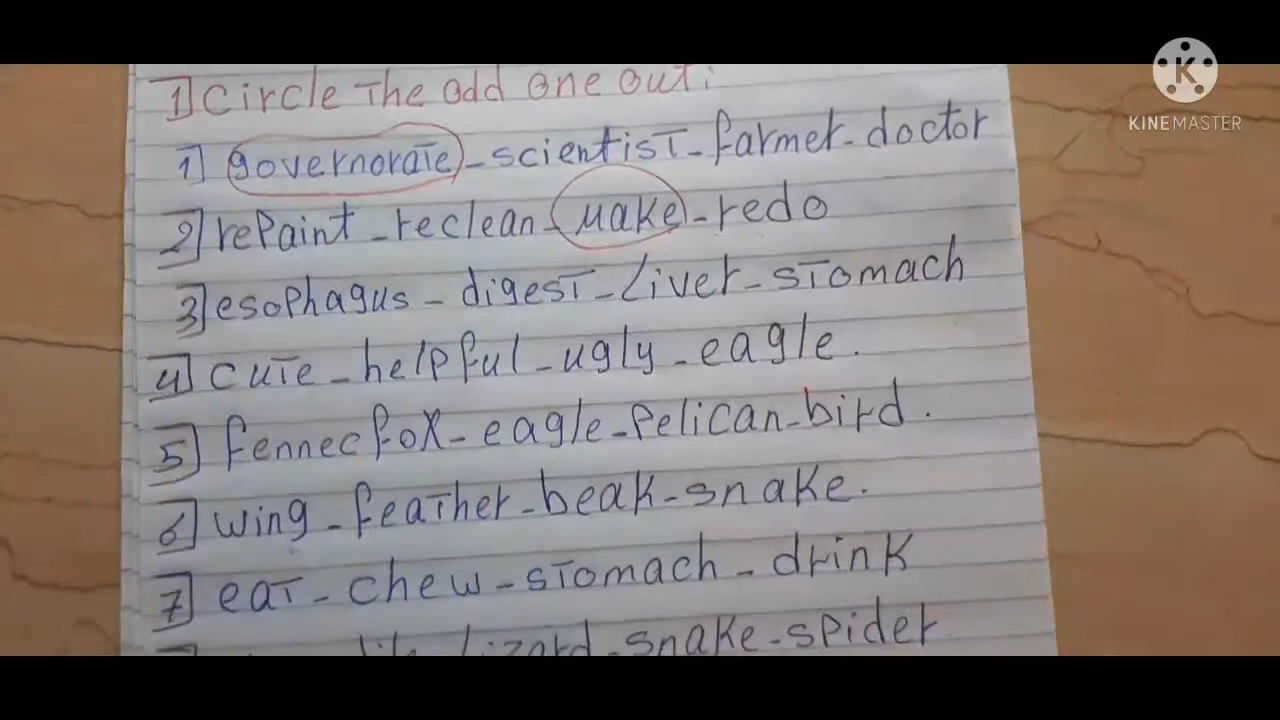 1] Circle The odd one out:
1] governorate - scientist - farmer - doctor
2] rePaint - reclean - make - redo
3] esophagus - digest - Liver - stomach
4] cute - helpful - ugly - eagle.
5] fennec fox - eagle - Pelican - bird.
6] wing - feather - beak - snake.
7] eat - chew - stomach - drink
lizard - snake - spider
K
KINEMASTER